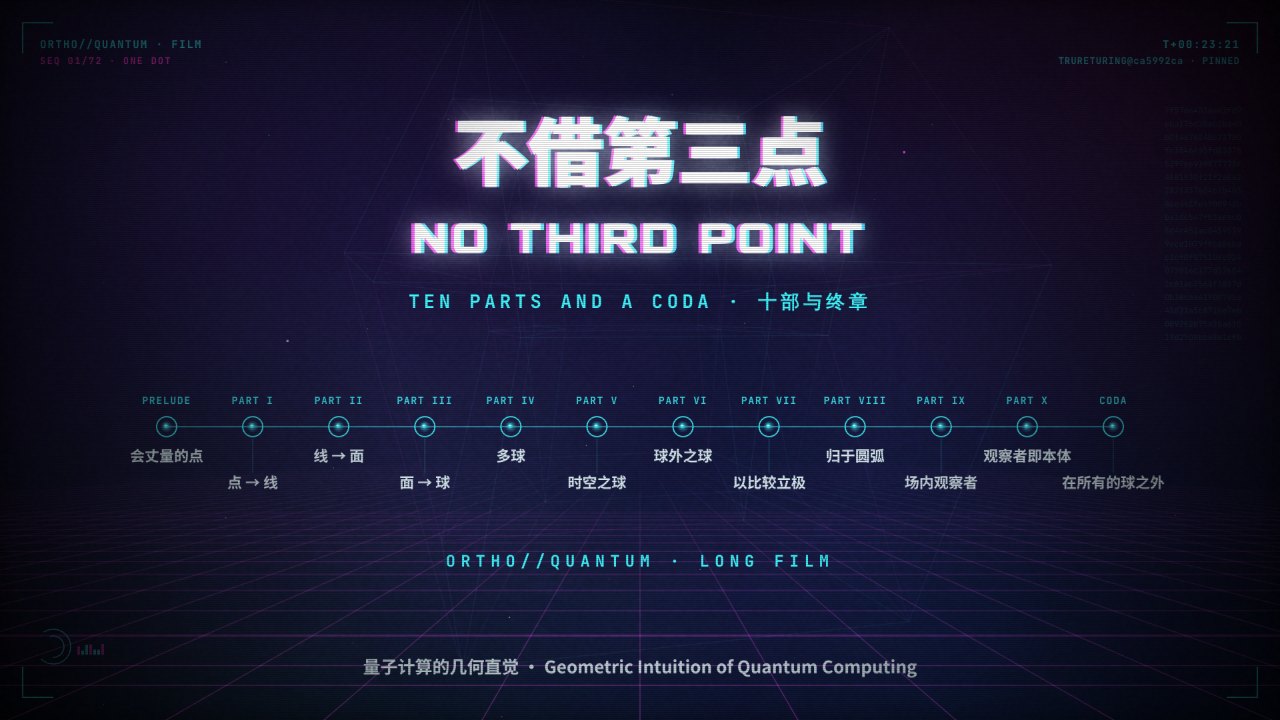 ORTHO//QUANTUM · FILM
SEQ 01/72 · ONE DOT
T+00:23:21
TRURETURING@ca5992ca · PINNED
不借第三点
NO THIRD POINT
TEN PARTS AND A CODA · 十部与终章
PRELUDE
会丈量的点
PART I
点 → 线
PART II
线 → 面
PART III
面 → 球
PART IV
多球
PART V
时空之球
PART VI
球外之球
PART VII
以比较立极
PART VIII
归于圆弧
PART IX
场内观察者
PART X
观察者即本体
CODA
在所有的球之外
ORTHO//QUANTUM · LONG FILM
量子计算的几何直觉 • Geometric Intuition of Quantum Computing